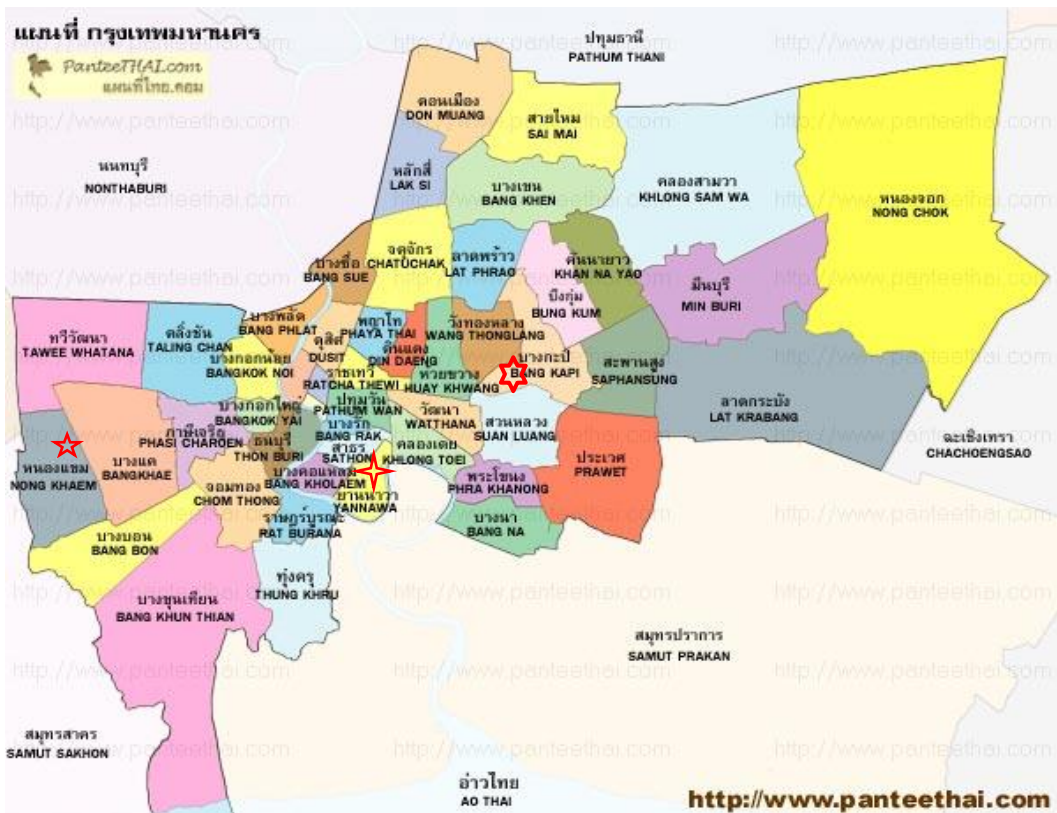 แผนที่ กรุงเทพมหานคร
PanteeTHAI.com
แผนที่ไทย.คอม
ปทุมธานี
PATHUM THANI
ดอนเมือง
DON MUANG
สายไหม
SAI MAI
นนทบุรี
NONTHABURI
หลักสี่
LAK SI
บางเขน
BANG KHEN
คลองสามวา
KHLONG SAM WA
หนองจอก
NONG CHOK
บางซื่อ
BANG SUE
จตุจักร
CHATUCHAK
ลาดพร้าว
LAT PHRAO
คันนายาว
KHAN NA YAO
บึงกุ่ม
BUNG KUM
มีนบุรี
MIN BURI
ทวีวัฒนา
TAWEE WHATANA
ตลิ่งชัน
TALING CHAN
บางพลัด
BANG PHLAT
ดุสิต
DUSIT
พญาไท
PHAYA THAI
วังทองหลาง
WANG THONGLANG
ดินแดง
DIN DAENG
บางกอกน้อย
BANGKOK NOI
ราชเทวี
RATCHA THEWI
ห้วยขวาง
HUAY KHWANG
บางกะปิ
BANG KAPI
สะพานสูง
SAPHANSUNG
ลาดกระบัง
LAT KRABANG
บางกอกใหญ่
BANGKOK YAI
ปทุมวัน
PATHUM WAN
วัฒนา
WATTHANA
สวนหลวง
SUAN LUANG
ภาษีเจริญ
PHASI CHAROEN
ธนบุรี
THON BURI
บางรัก
BANG RAK
สาธร
SATHON
คลองเตย
KHLONG TOEI
ประเวศ
PRAWET
ฉะเชิงเทรา
CHACHOENGSAO
หนองแขม
NONG KHAEM
บางแค
BANGKHAE
จอมทอง
CHOM THONG
บางคอแหลม
BANG KHOLAEM
ยานนาวา
YANNAWA
พระโขนง
PHRA KHANONG
บางนา
BANG NA
บางบอน
BANG BON
ราษฎร์บูรณะ
RAT BURANA
ทุ่งครุ
THUNG KHRU
บางขุนเทียน
BANG KHUN THIAN
สมุทรปราการ
SAMUT PRAKAN
สมุทรสาคร
SAMUT SAKHON
อ่าวไทย
AO THAI
http://www.panteethai.com